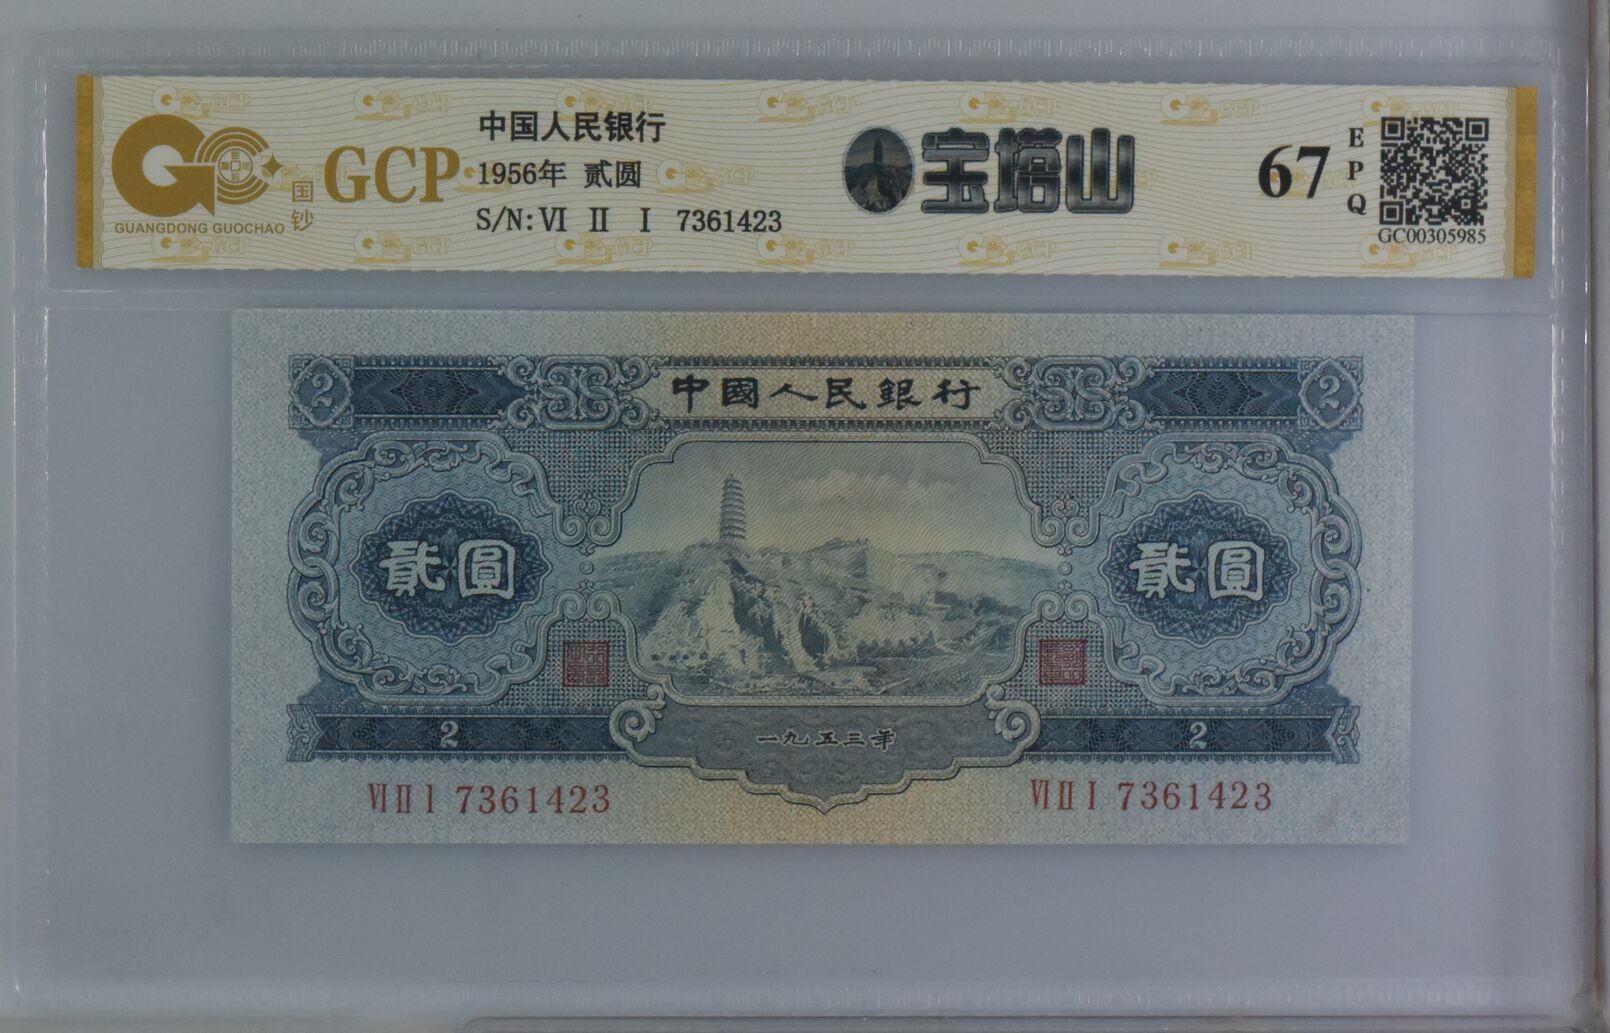 GCP
国钞
GUANGDONG GUOCHAO
中国人民银行
1956年 贰圆
S/N: VI II I 7361423
宝塔山
67
EPQ
GC00305985
2 中國人民銀行 2
貳圓 貳圓
2 一九五三年 2
VI II I 7361423 VI II I 7361423